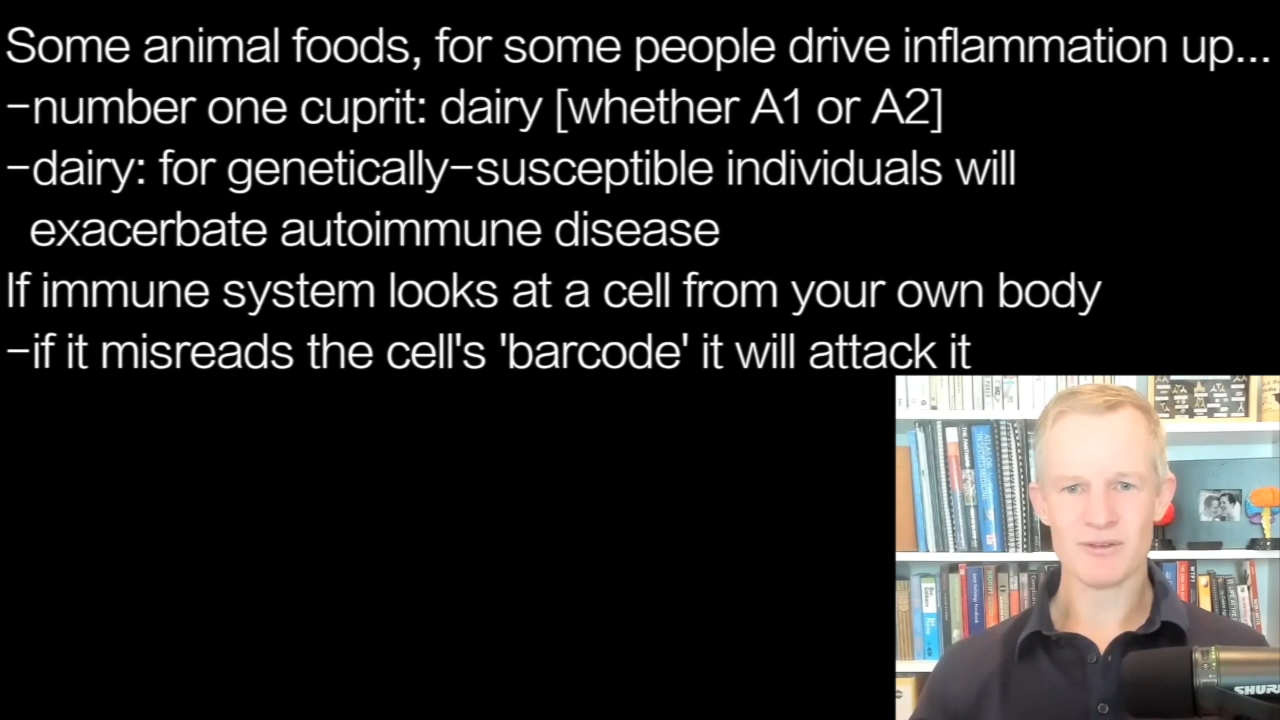 Some animal foods, for some people drive inflammation up...
-number one cuprit: dairy [whether A1 or A2]
-dairy: for genetically-susceptible individuals will
exacerbate autoimmune disease
If immune system looks at a cell from your own body
-if it misreads the cell's 'barcode' it will attack it
SHURE